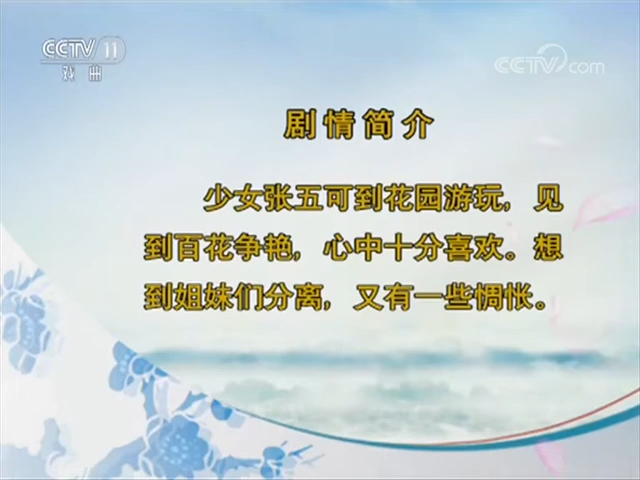 CCTV 11
戏曲
CCTV.com
剧情简介
少女张五可到花园游玩，见
到百花争艳，心中十分喜欢。想
到姐妹们分离，又有一些惆怅。